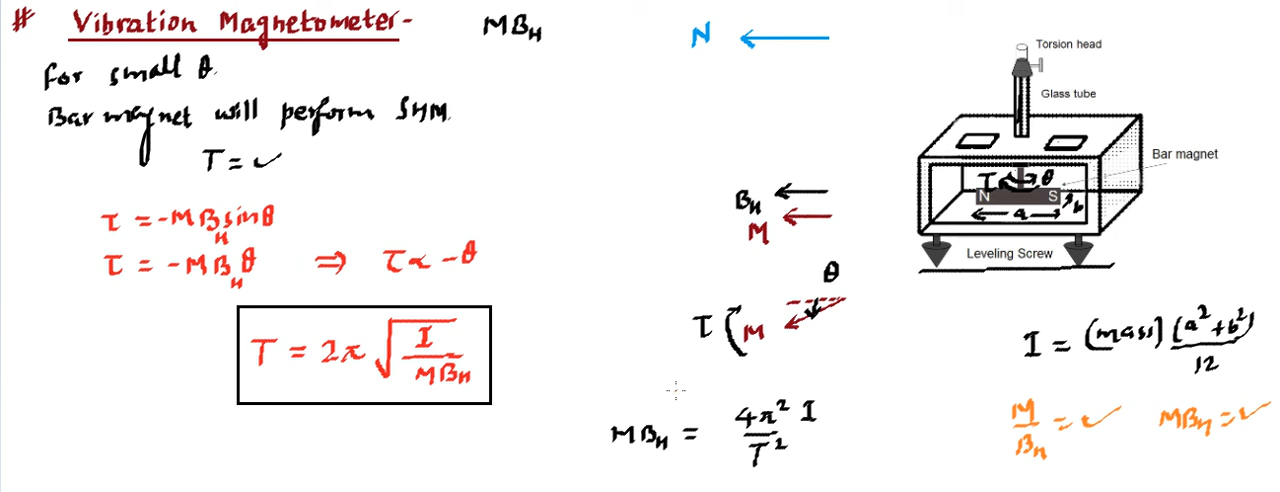 # Vibration Magnetometer-
MB_H
For small θ.
Bar magnet will perform SHM.
T = ✓
τ = -MB_H sinθ
τ = -MB_H θ ⇒ τ ∝ -θ
T = 2π √(I / MB_H)
N ←
B_H ←
M ←
θ
τ ( M
MB_H = 4π² I / T²
Torsion head
Glass tube
Bar magnet
τ θ
N S
a b
Leveling Screw
I = (mass) (a² + b²) / 12
M / B_H = ✓ MB_H = ✓